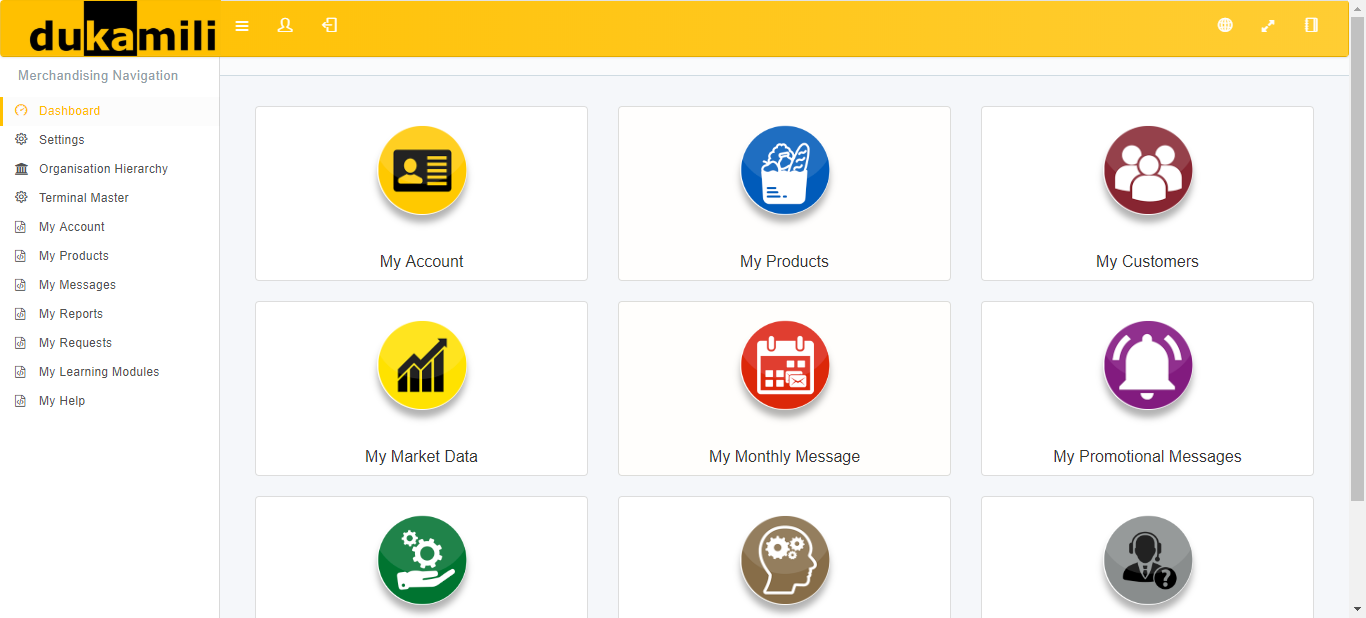 dukamili
Merchandising Navigation
Dashboard
Settings
Organisation Hierarchy
Terminal Master
My Account
My Products
My Messages
My Reports
My Requests
My Learning Modules
My Help
My Account
My Products
My Customers
My Market Data
My Monthly Message
My Promotional Messages
?